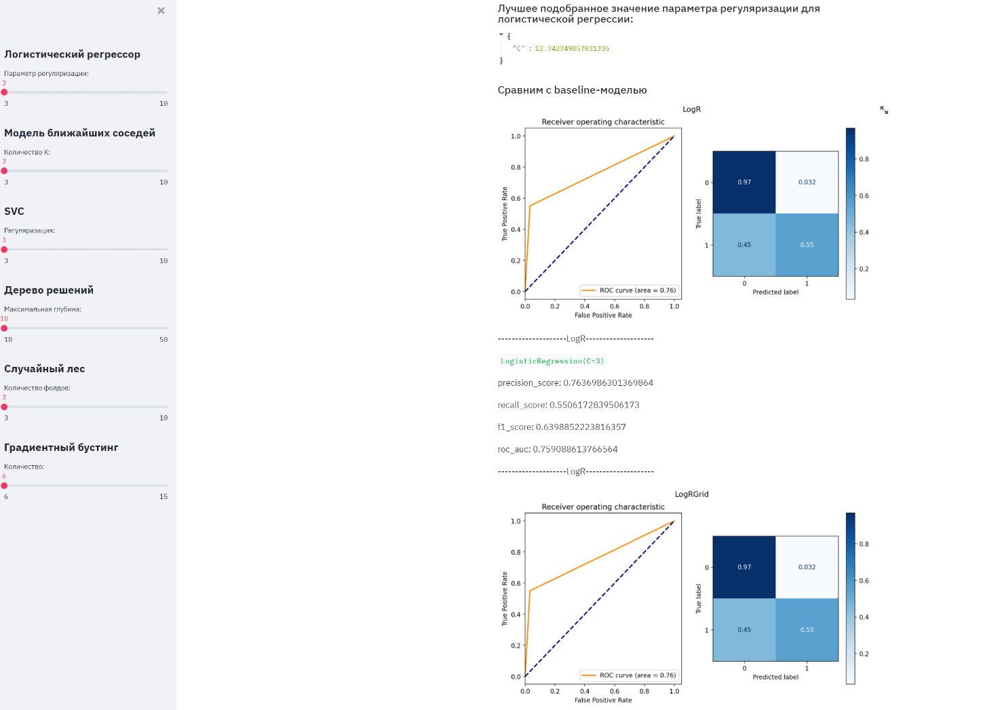 ×
Логистический регрессор
Параметр регуляризации:
3
3 10
Модель ближайших соседей
Количество K:
3
3 10
SVC
Регуляризация:
3
3 10
Дерево решений
Максимальная глубина:
10
10 50
Случайный лес
Количество фолдов:
3
3 10
Градиентный бустинг
Количество:
6
6 15
Лучшее подобранное значение параметра регуляризации для
логистической регрессии:
{
"C" : 12.742749857031335
}
Сравним с baseline-моделью
LogR
Receiver operating characteristic
1.0
0.8
0.6
0.4
0.2
0.0
True Positive Rate
ROC curve (area = 0.76)
0.0 0.2 0.4 0.6 0.8 1.0
False Positive Rate
0.97 0.032
0.45 0.55
0
1
True label
0 1
Predicted label
0.8
0.6
0.4
0.2
--------------------LogR--------------------
LogisticRegression(C=3)
precision_score: 0.7636986301369864
recall_score: 0.5506172839506173
f1_score: 0.6398852223816357
roc_auc: 0.759088613766564
--------------------LogR--------------------
LogRGrid
Receiver operating characteristic
1.0
0.8
0.6
0.4
0.2
0.0
True Positive Rate
ROC curve (area = 0.76)
0.0 0.2 0.4 0.6 0.8 1.0
False Positive Rate
0.97 0.032
0.45 0.55
0
1
True label
0 1
Predicted label
0.8
0.6
0.4
0.2